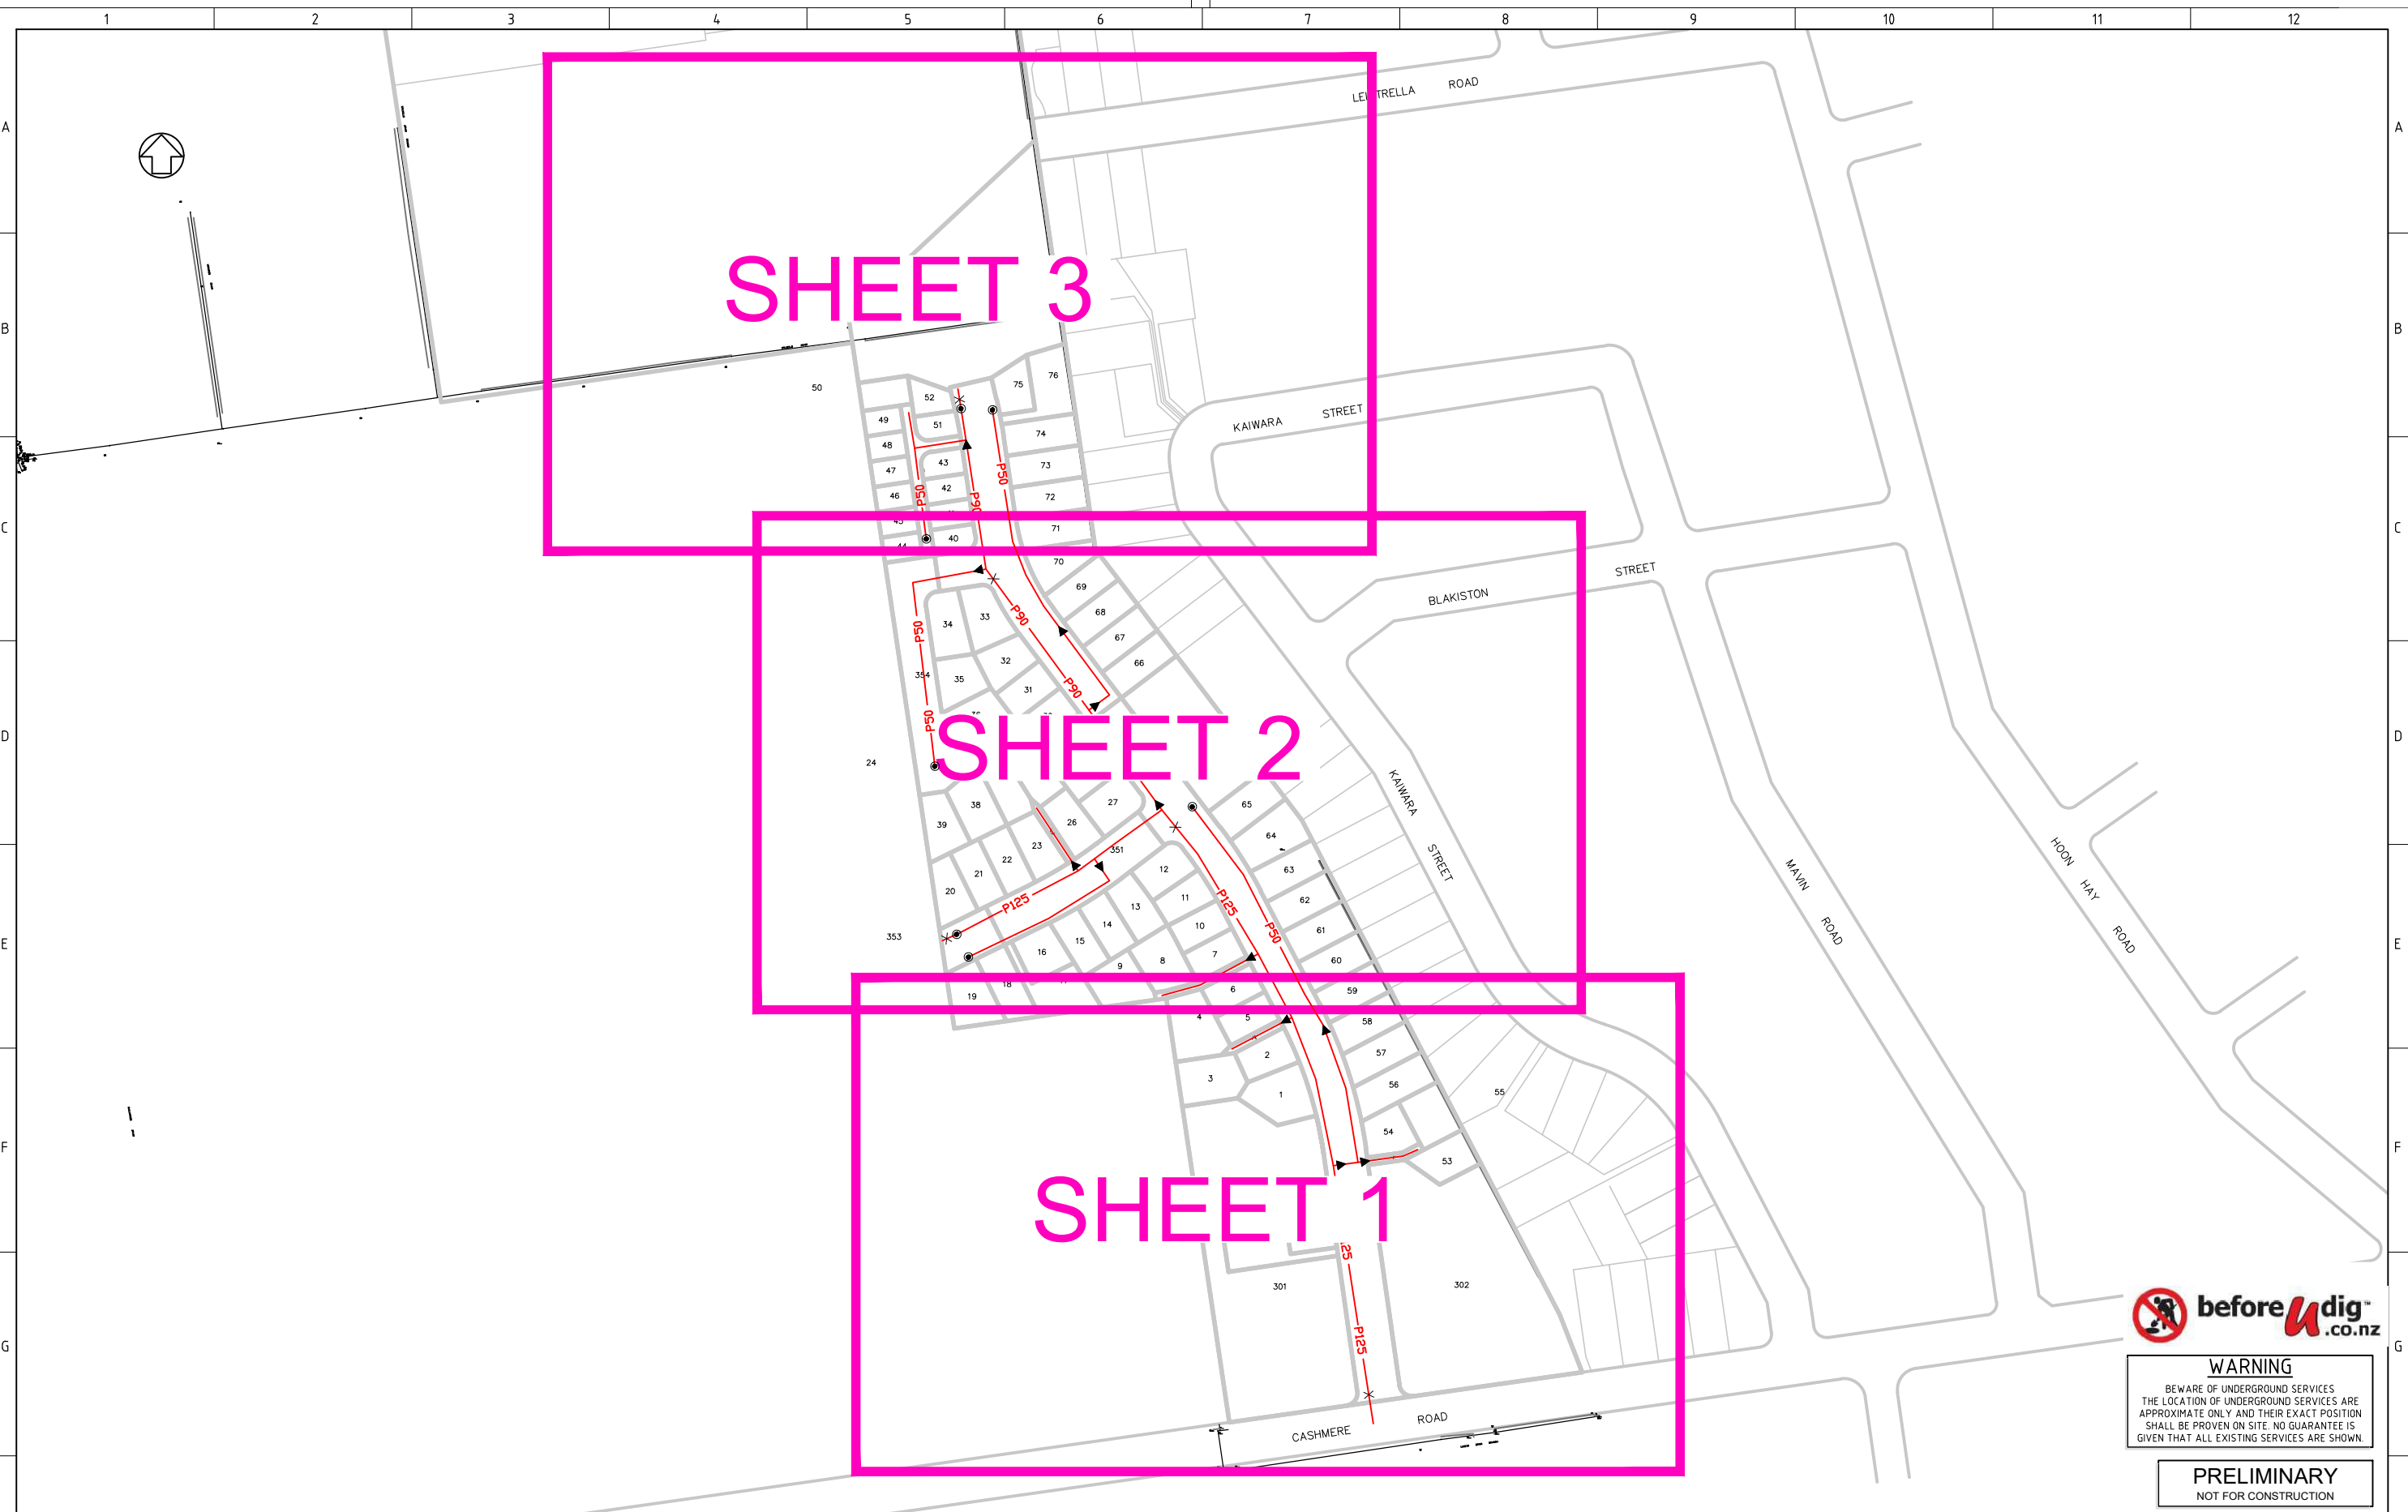 1 2 3 4 5 6 7 8 9 10 11 12
A A
LEISTRELLA ROAD
SHEET 3
B B
50
52
75
76
49
51
74
48
43
73
47
42
46
72
KAIWARA STREET
P50
P90
P50
C C
45
71
44
40
70
69
68
67
66
34
33
32
31
35
354
P50
P90
P90
P50
BLAKISTON STREET
D D
SHEET 2
24
38
27
65
39
26
64
23
351
22
12
63
21
20
11
62
13
14
10
61
15
16
7
60
9
8
353
P125
P125
P50
KAIWARA STREET
MAVIN ROAD
HOON HAY ROAD
E E
19
18
6
59
4
5
58
2
57
3
56
1
55
54
53
F F
SHEET 1
301
302
25
P125
G G
CASHMERE ROAD
beforeUdig™
.co.nz
WARNING
BEWARE OF UNDERGROUND SERVICES
THE LOCATION OF UNDERGROUND SERVICES ARE
APPROXIMATE ONLY AND THEIR EXACT POSITION
SHALL BE PROVEN ON SITE. NO GUARANTEE IS
GIVEN THAT ALL EXISTING SERVICES ARE SHOWN.
PRELIMINARY
NOT FOR CONSTRUCTION